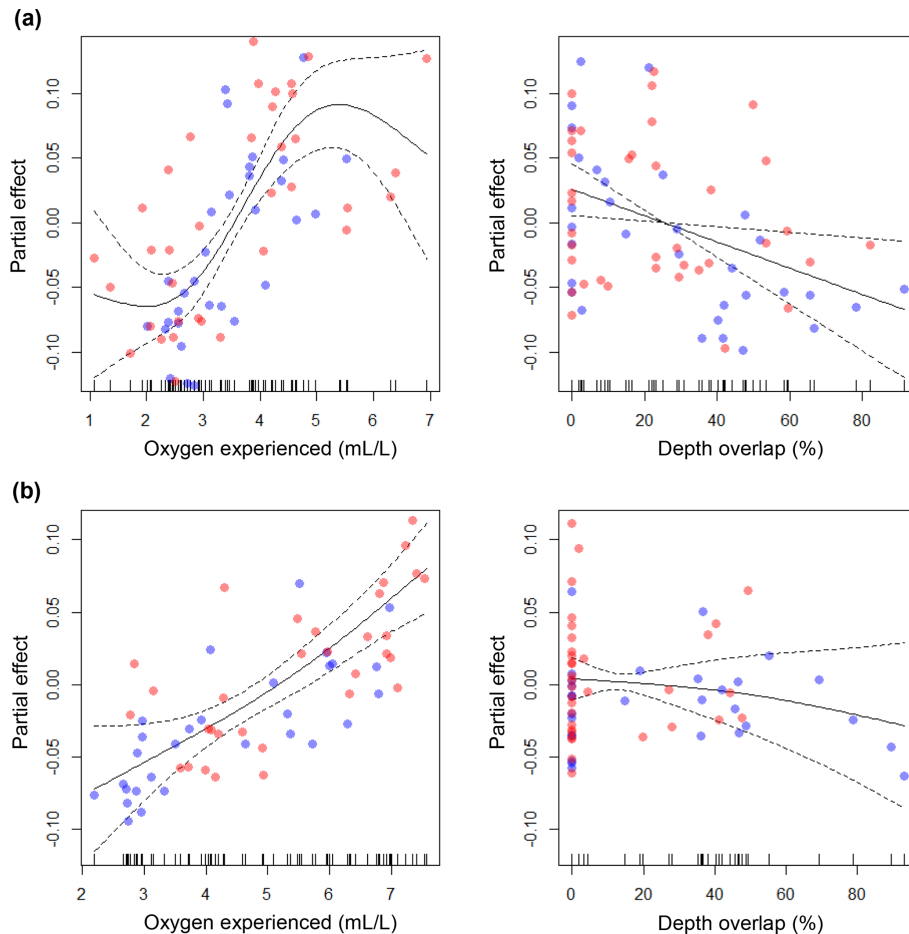 (a)
Partial effect
0.10
0.05
0.00
-0.05
-0.10
1 2 3 4 5 6 7
Oxygen experienced (mL/L)
Partial effect
0.10
0.05
0.00
-0.05
-0.10
0 20 40 60 80
Depth overlap (%)
(b)
Partial effect
0.10
0.05
0.00
-0.05
-0.10
2 3 4 5 6 7
Oxygen experienced (mL/L)
Partial effect
0.10
0.05
0.00
-0.05
-0.10
0 20 40 60 80
Depth overlap (%)